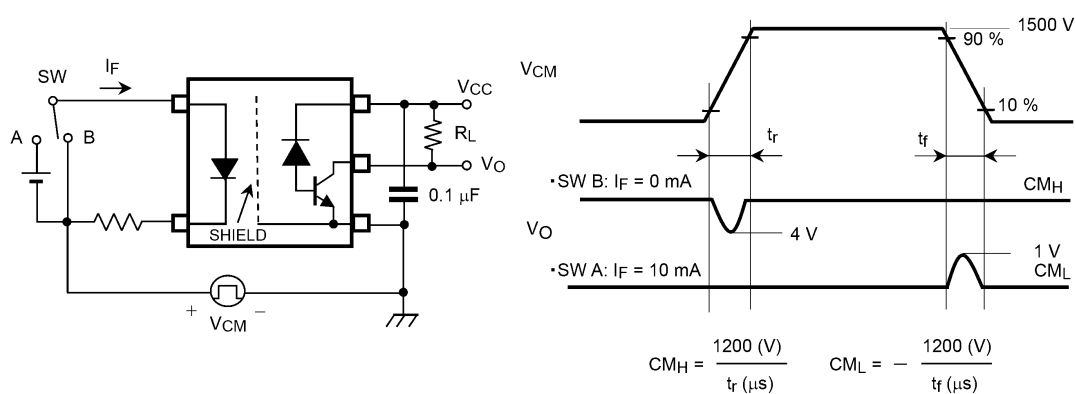 SW
IF
A
B
SHIELD
VCC
RL
VO
0.1 μF
+ VCM −
VCM
1500 V
90 %
10 %
tr
tf
・SW B: IF = 0 mA
CMH
VO
4 V
1 V
・SW A: IF = 10 mA
CML
CMH = 1200 (V) / tr (μs)
CML = − 1200 (V) / tf (μs)